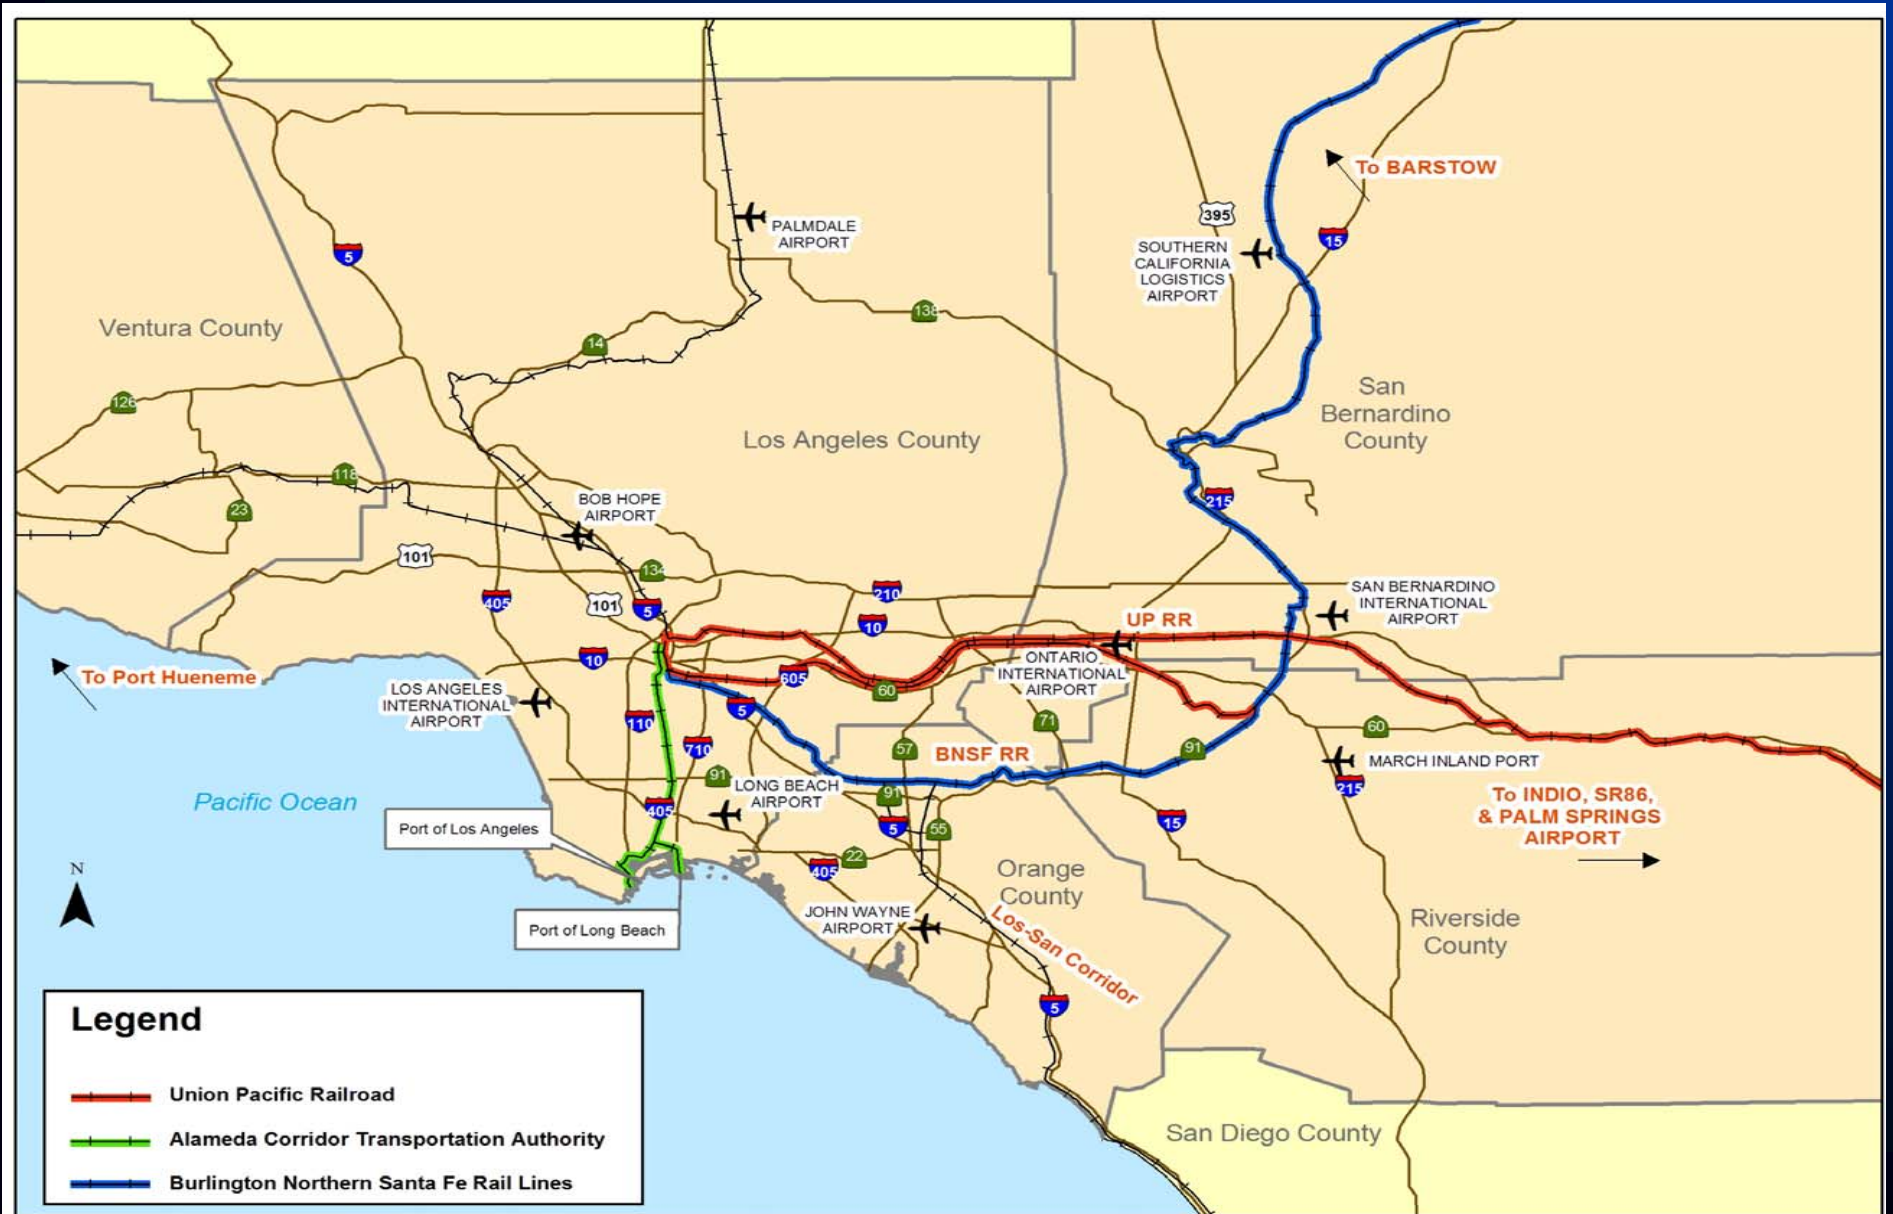 To BARSTOW
395
15
PALMDALE
AIRPORT
SOUTHERN
CALIFORNIA
LOGISTICS
AIRPORT
5
Ventura County
138
14
San
Bernardino
County
126
Los Angeles County
118
23
BOB HOPE
AIRPORT
215
101
134
405
101
5
210
10
SAN BERNARDINO
INTERNATIONAL
AIRPORT
UP RR
10
To Port Hueneme
LOS ANGELES
INTERNATIONAL
AIRPORT
605
60
ONTARIO
INTERNATIONAL
AIRPORT
110
5
710
57
71
60
BNSF RR
91
MARCH INLAND PORT
215
91
LONG BEACH
AIRPORT
Pacific Ocean
405
91
5
55
15
To INDIO, SR86,
& PALM SPRINGS
AIRPORT
Port of Los Angeles
22
405
Orange
County
N
JOHN WAYNE
AIRPORT
Los-San Corridor
Riverside
County
Port of Long Beach
5
San Diego County
Legend
Union Pacific Railroad
Alameda Corridor Transportation Authority
Burlington Northern Santa Fe Rail Lines